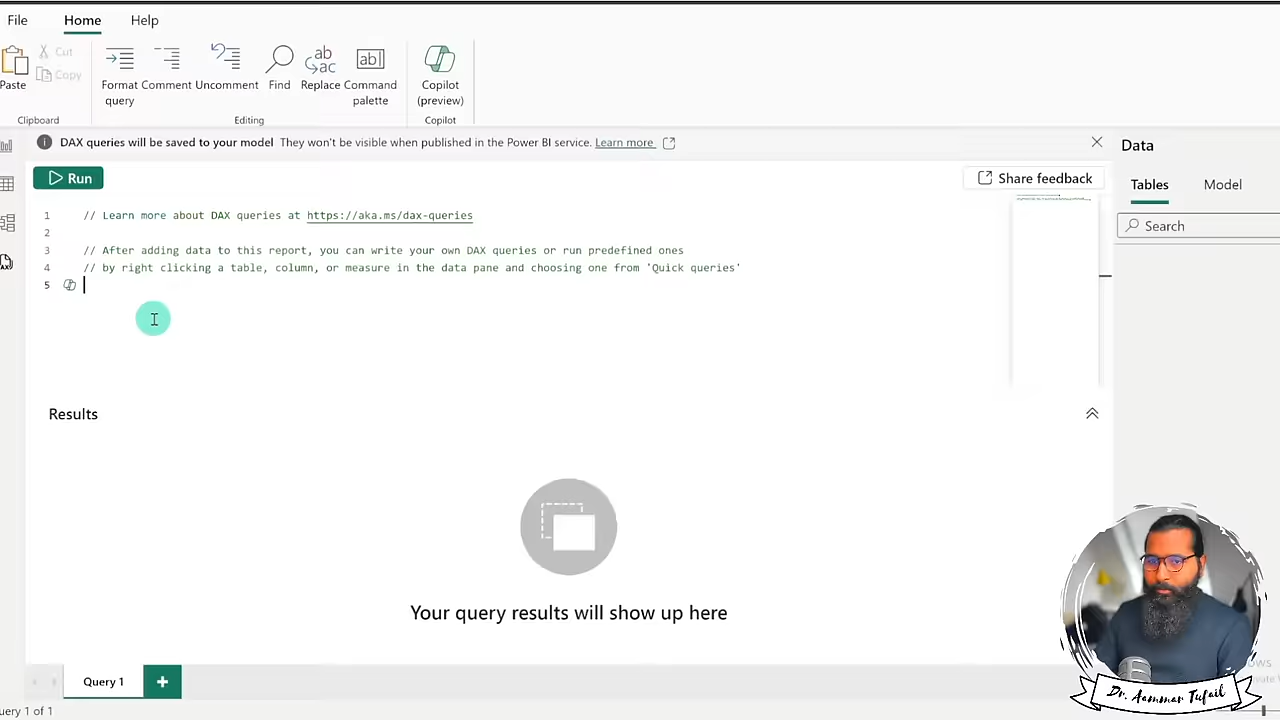 File Home Help
Paste Cut Copy Format query Comment Uncomment Find Replace Command palette Copilot (preview)
Clipboard Editing Copilot
DAX queries will be saved to your model They won't be visible when published in the Power BI service. Learn more
Run Share feedback
1 // Learn more about DAX queries at https://aka.ms/dax-queries
2
3 // After adding data to this report, you can write your own DAX queries or run predefined ones
4 // by right clicking a table, column, or measure in the data pane and choosing one from 'Quick queries'
5
Data
Tables Model
Search
Results
Your query results will show up here
Query 1 +
uery 1 of 1
Dr. Aammar Tufail